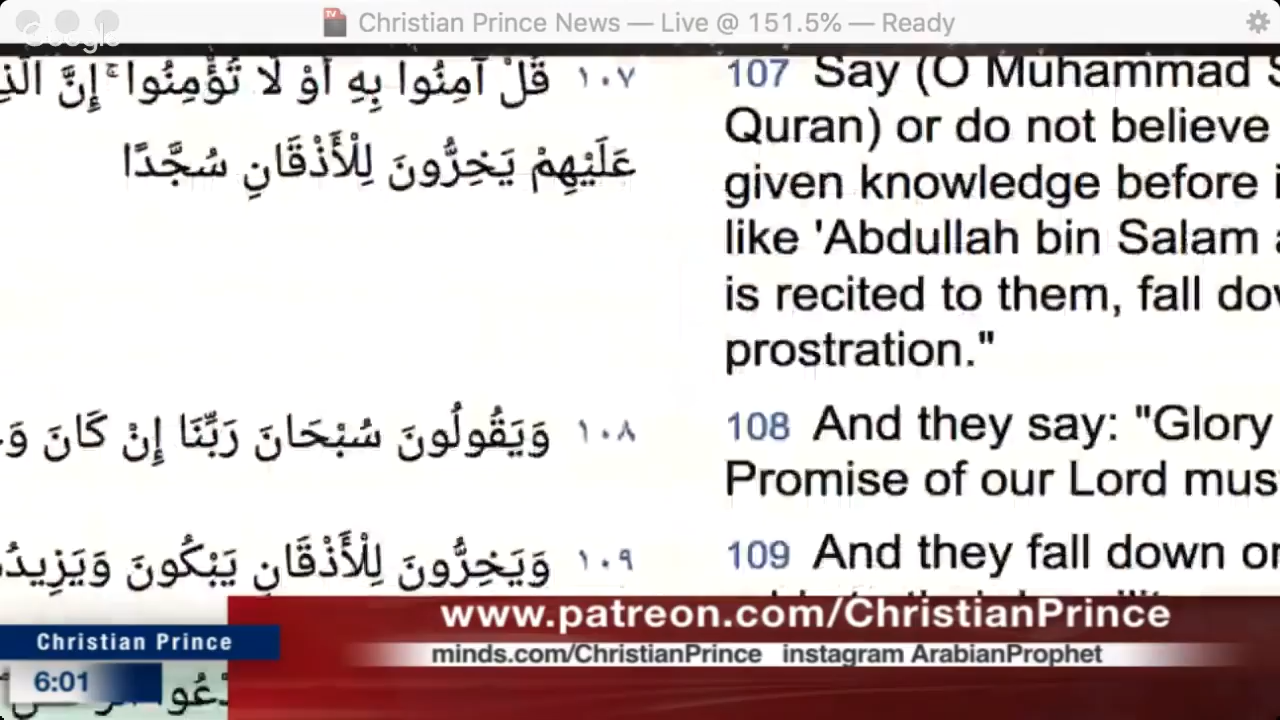 Christian Prince News — Live @ 151.5% — Ready
Google
١٠٧ قُلْ آمِنُوا بِهِ أَوْ لَا تُؤْمِنُوا ۚ إِنَّ
عَلَيْهِمْ يَخِرُّونَ لِلْأَذْقَانِ سُجَّدًا
107 Say (O Muhammad
Quran) or do not believe
given knowledge before
like 'Abdullah bin Salam
is recited to them, fall
prostration."
١٠٨ وَيَقُولُونَ سُبْحَانَ رَبِّنَا إِنْ كَانَ
108 And they say: "Glory
Promise of our Lord
١٠٩ وَيَخِرُّونَ لِلْأَذْقَانِ يَبْكُونَ
109 And they fall down
www.patreon.com/ChristianPrince
Christian Prince
minds.com/ChristianPrince instagram ArabianProphet
6:01